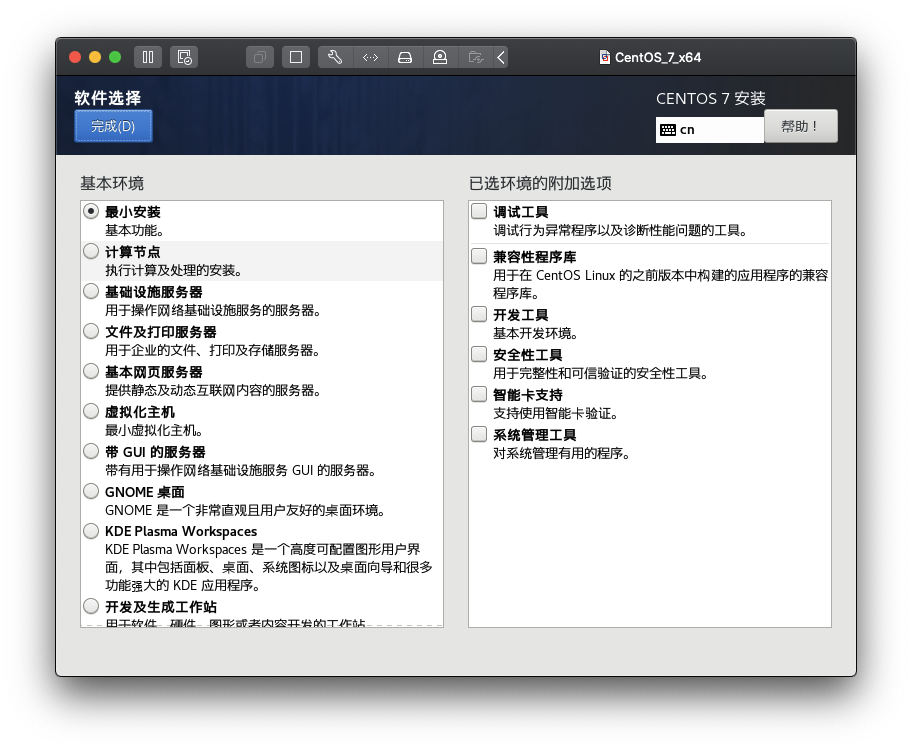 CentOS_7_x64
软件选择
完成(D)
CENTOS 7 安装
cn
帮助！
基本环境
最小安装
基本功能。
计算节点
执行计算及处理的安装。
基础设施服务器
用于操作网络基础设施服务的服务器。
文件及打印服务器
用于企业的文件、打印及存储服务器。
基本网页服务器
提供静态及动态互联网内容的服务器。
虚拟化主机
最小虚拟化主机。
带 GUI 的服务器
带有用于操作网络基础设施服务 GUI 的服务器。
GNOME 桌面
GNOME 是一个非常直观且用户友好的桌面环境。
KDE Plasma Workspaces
KDE Plasma Workspaces 是一个高度可配置图形用户界
面，其中包括面板、桌面、系统图标以及桌面向导和很多
功能强大的 KDE 应用程序。
开发及生成工作站
用于软件、硬件、图形或者内容开发的工作站
已选环境的附加选项
调试工具
调试行为异常程序以及诊断性能问题的工具。
兼容性程序库
用于在 CentOS Linux 的之前版本中构建的应用程序的兼容
程序库。
开发工具
基本开发环境。
安全性工具
用于完整性和可信验证的安全性工具。
智能卡支持
支持使用智能卡验证。
系统管理工具
对系统管理有用的程序。